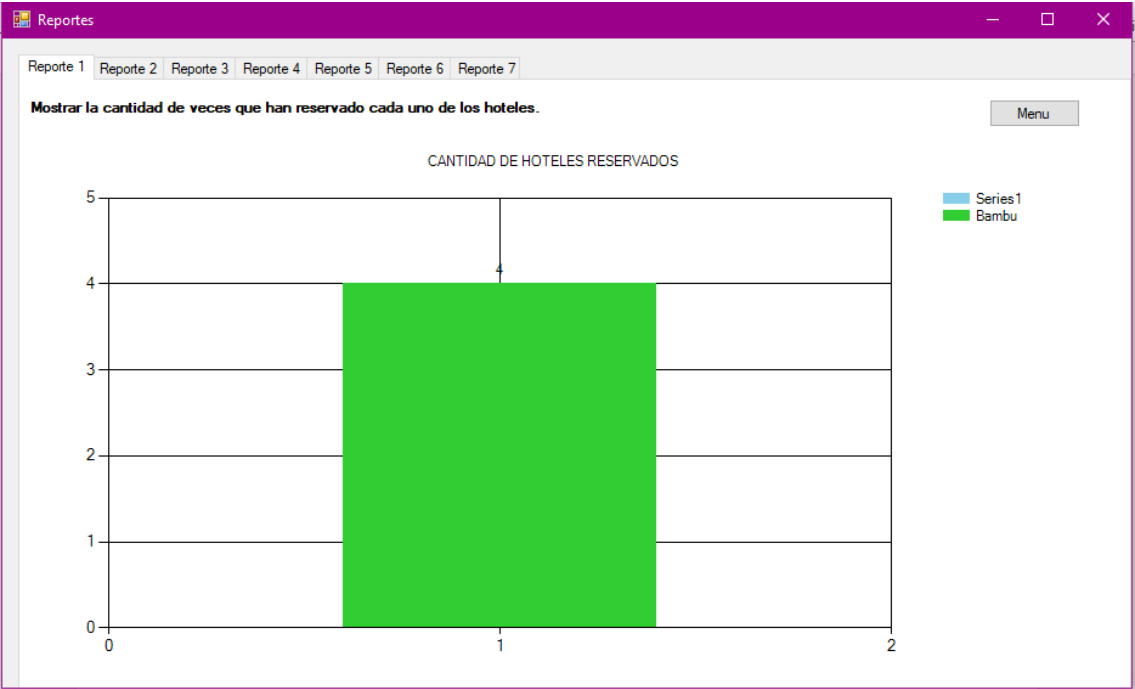 Reportes
Reporte 1 Reporte 2 Reporte 3 Reporte 4 Reporte 5 Reporte 6 Reporte 7
Mostrar la cantidad de veces que han reservado cada uno de los hoteles.
Menu
CANTIDAD DE HOTELES RESERVADOS
Series1
Bambu
5
4
4
3
2
1
0
0 1 2